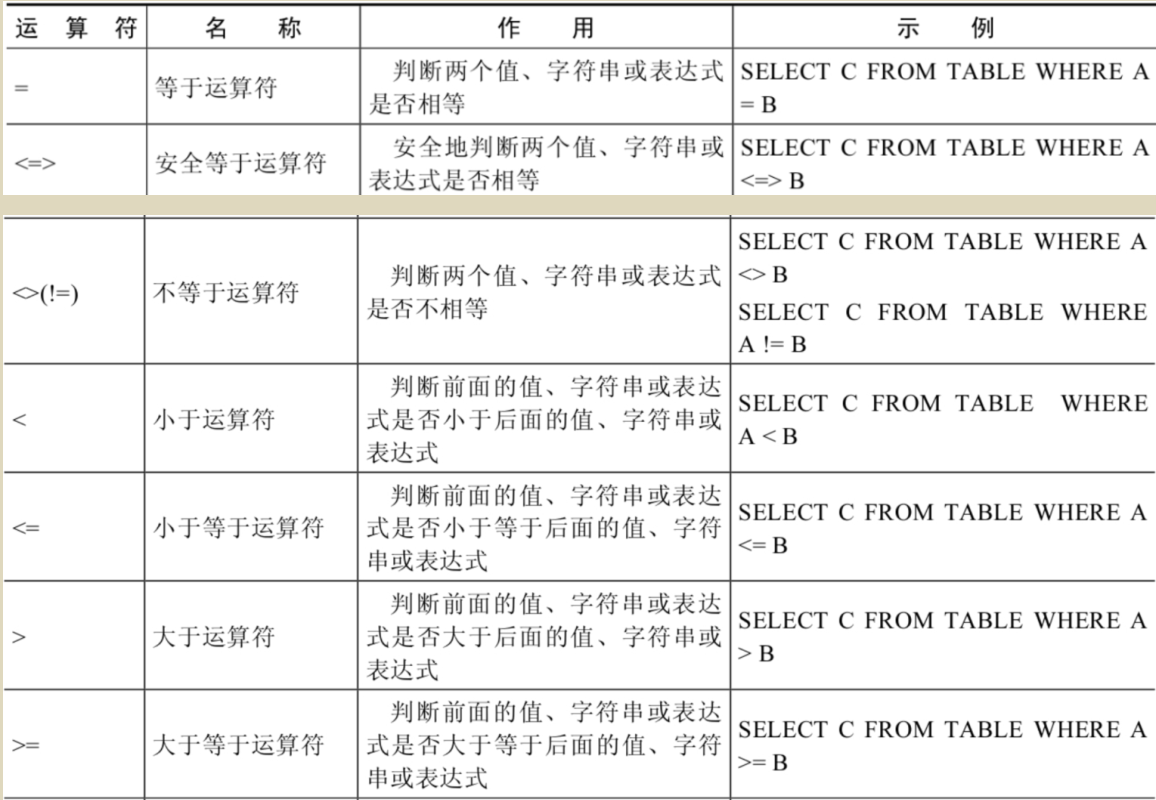 运 算 符 名 称 作 用 示 例
= 等于运算符 判断两个值、字符串或表达式 SELECT C FROM TABLE WHERE A
是否相等 = B
<=> 安全等于运算符 安全地判断两个值、字符串或 SELECT C FROM TABLE WHERE A
表达式是否相等 <=> B
<>(!=) 不等于运算符 判断两个值、字符串或表达式 SELECT C FROM TABLE WHERE A
是否不相等 <> B
SELECT C FROM TABLE WHERE
A != B
< 小于运算符 判断前面的值、字符串或表达 SELECT C FROM TABLE WHERE
式是否小于后面的值、字符串或 A < B
表达式
<= 小于等于运算符 判断前面的值、字符串或表达 SELECT C FROM TABLE WHERE A
式是否小于等于后面的值、字符 <= B
串或表达式
> 大于运算符 判断前面的值、字符串或表达 SELECT C FROM TABLE WHERE A
式是否大于后面的值、字符串或 > B
表达式
>= 大于等于运算符 判断前面的值、字符串或表达 SELECT C FROM TABLE WHERE A
式是否大于等于后面的值、字符 >= B
串或表达式